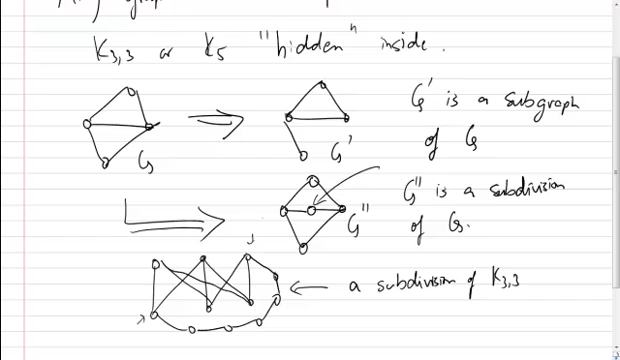 K3,3 or K5 "hidden" inside.
G
G'
G' is a subgraph
of G
G"
G" is a subdivision
of G.
a subdivision of K3,3